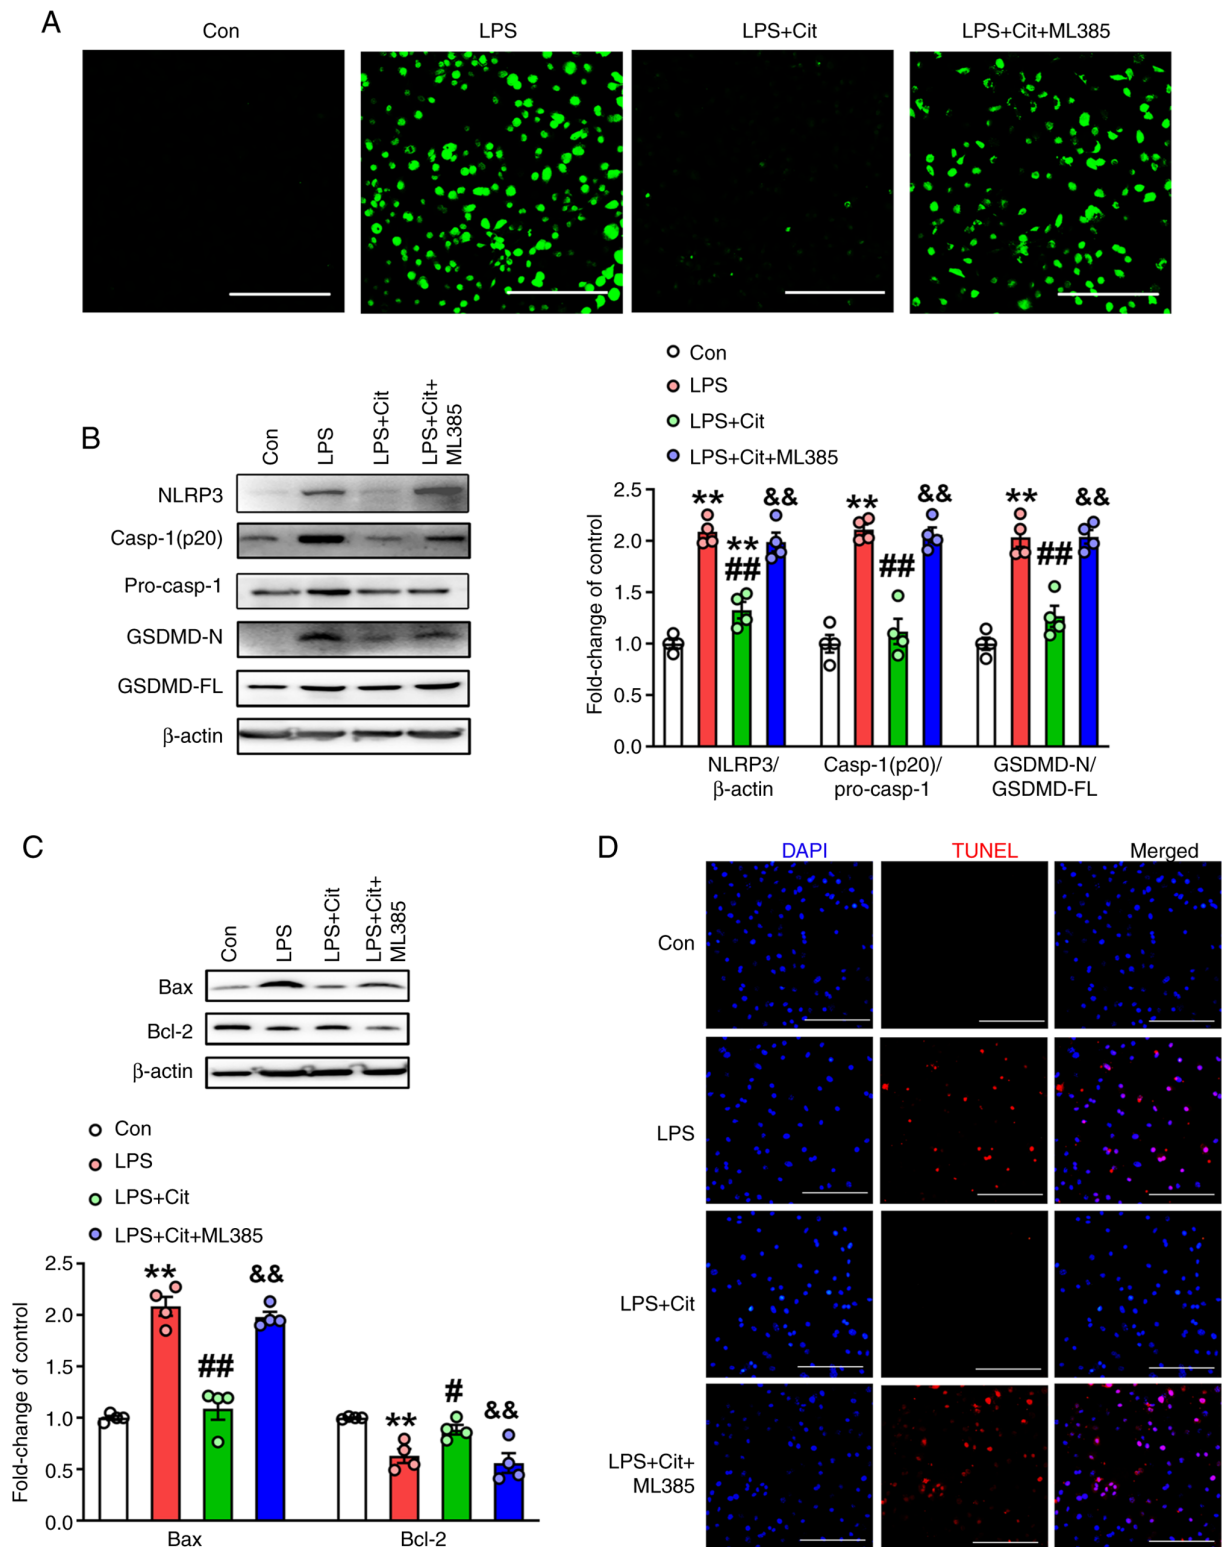 A
Con
LPS
LPS+Cit
LPS+Cit+ML385
B
Con
LPS
LPS+Cit
LPS+Cit+
ML385
NLRP3
Casp-1(p20)
Pro-casp-1
GSDMD-N
GSDMD-FL
β-actin
Con
LPS
LPS+Cit
LPS+Cit+ML385
Fold-change of control
2.5
2.0
1.5
1.0
0.5
0.0
**
**
##
&&
**
##
&&
**
##
&&
NLRP3/
β-actin
Casp-1(p20)/
pro-casp-1
GSDMD-N/
GSDMD-FL
C
Con
LPS
LPS+Cit
LPS+Cit+
ML385
Bax
Bcl-2
β-actin
Con
LPS
LPS+Cit
LPS+Cit+ML385
Fold-change of control
2.5
2.0
1.5
1.0
0.5
0.0
**
##
&&
**
#
&&
Bax
Bcl-2
D
DAPI
TUNEL
Merged
Con
LPS
LPS+Cit
LPS+Cit+
ML385